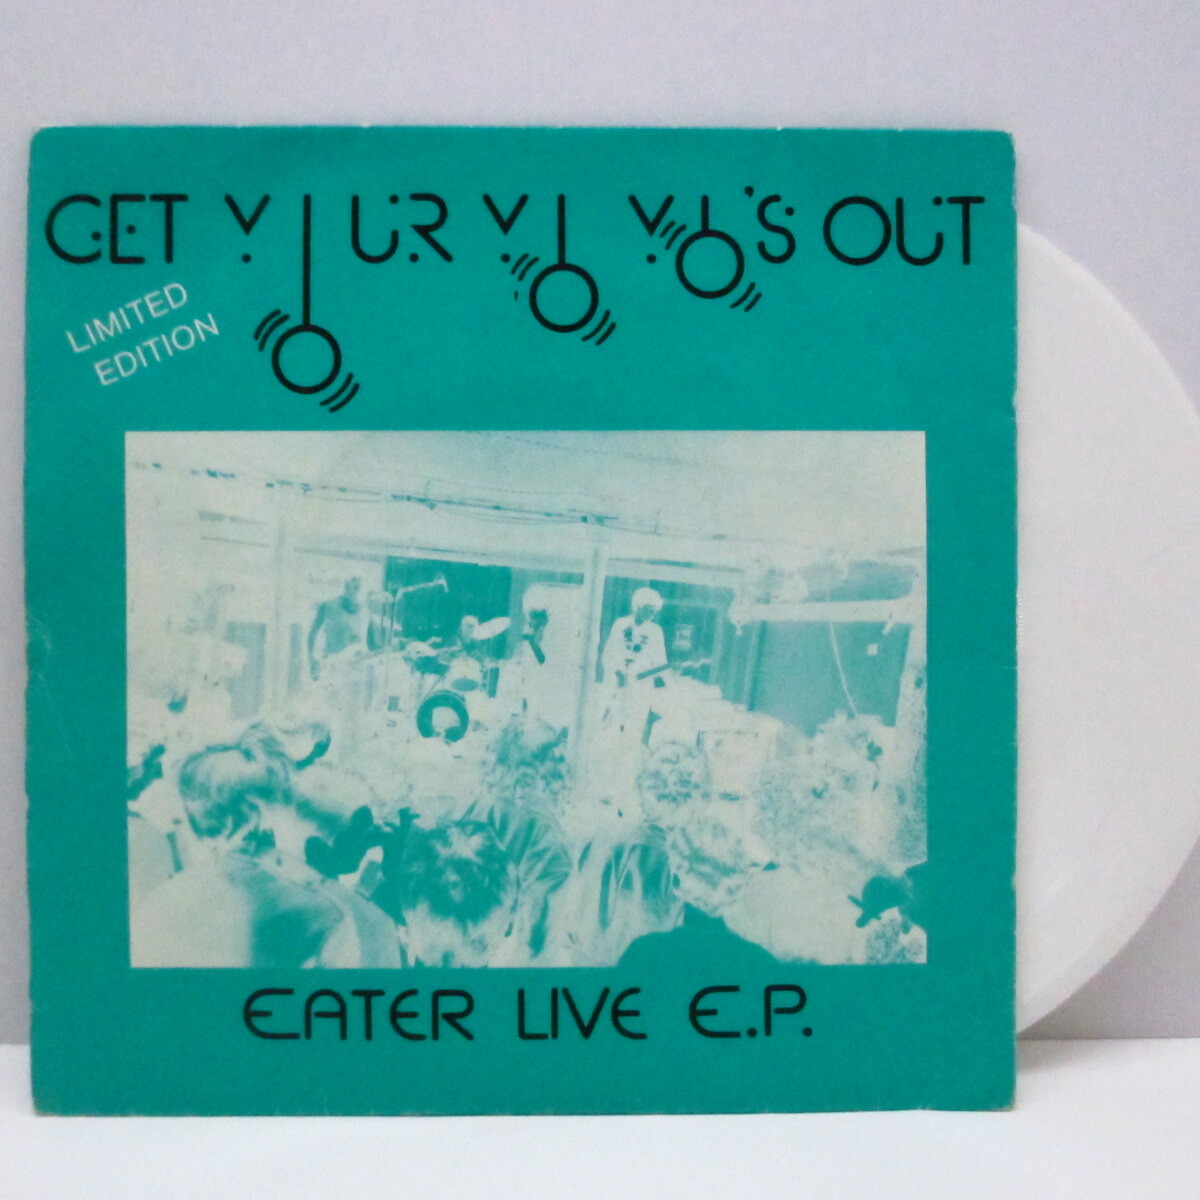 GET YOUR YO YO'S OUT
LIMITED
EDITION
EATER LIVE E.P.